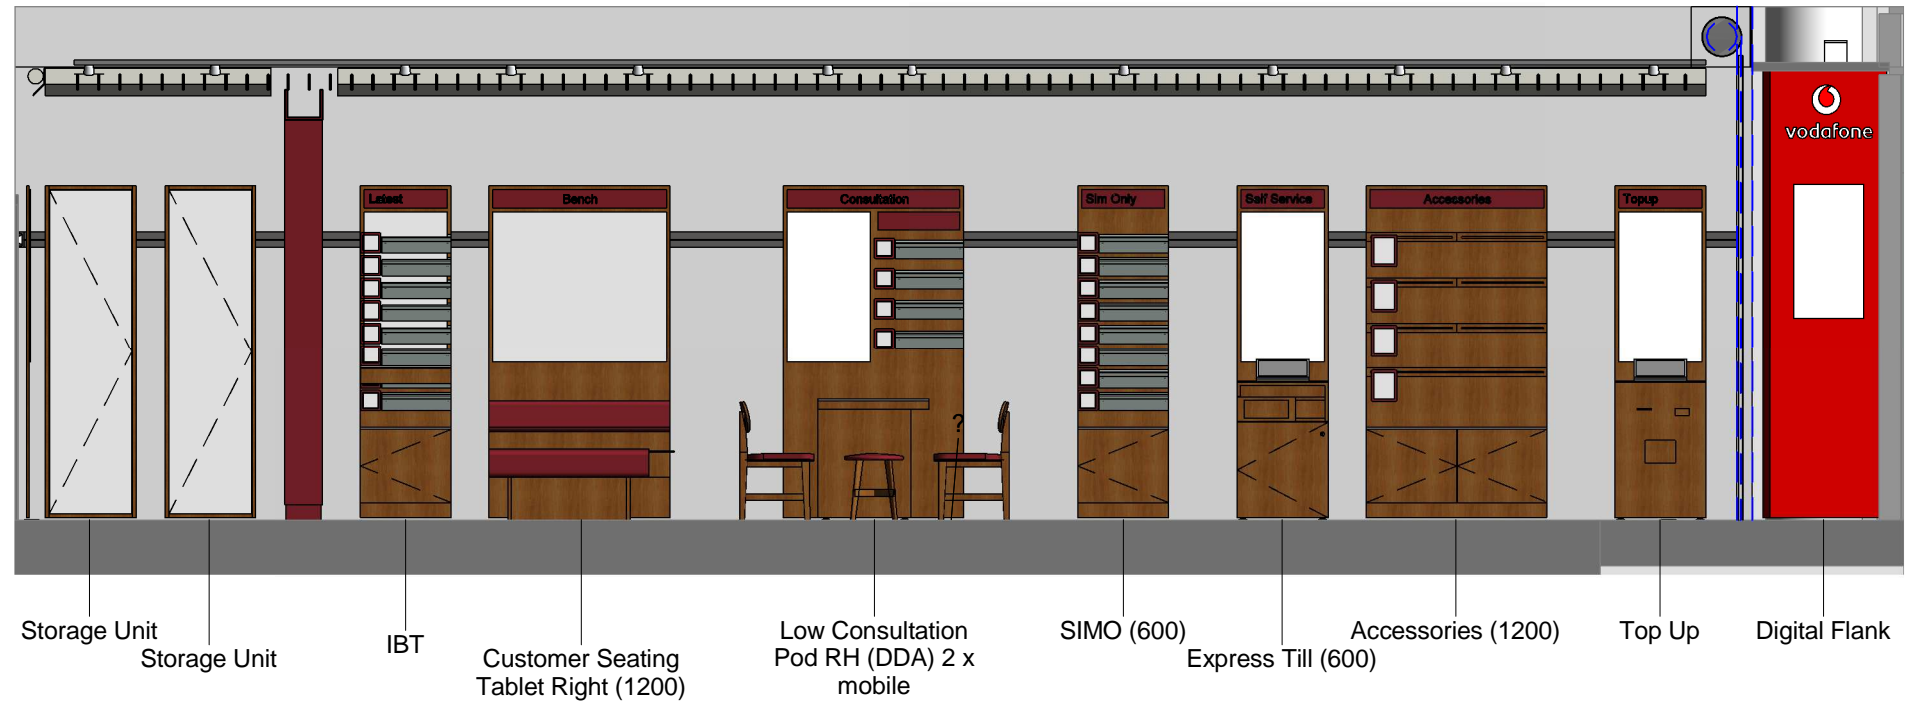 vodafone
Latest
Bench
Consultation
Sim Only
Self Service
Accessories
Topup
?
Storage Unit
Storage Unit
IBT
Customer Seating
Tablet Right (1200)
Low Consultation
Pod RH (DDA) 2 x
mobile
SIMO (600)
Express Till (600)
Accessories (1200)
Top Up
Digital Flank